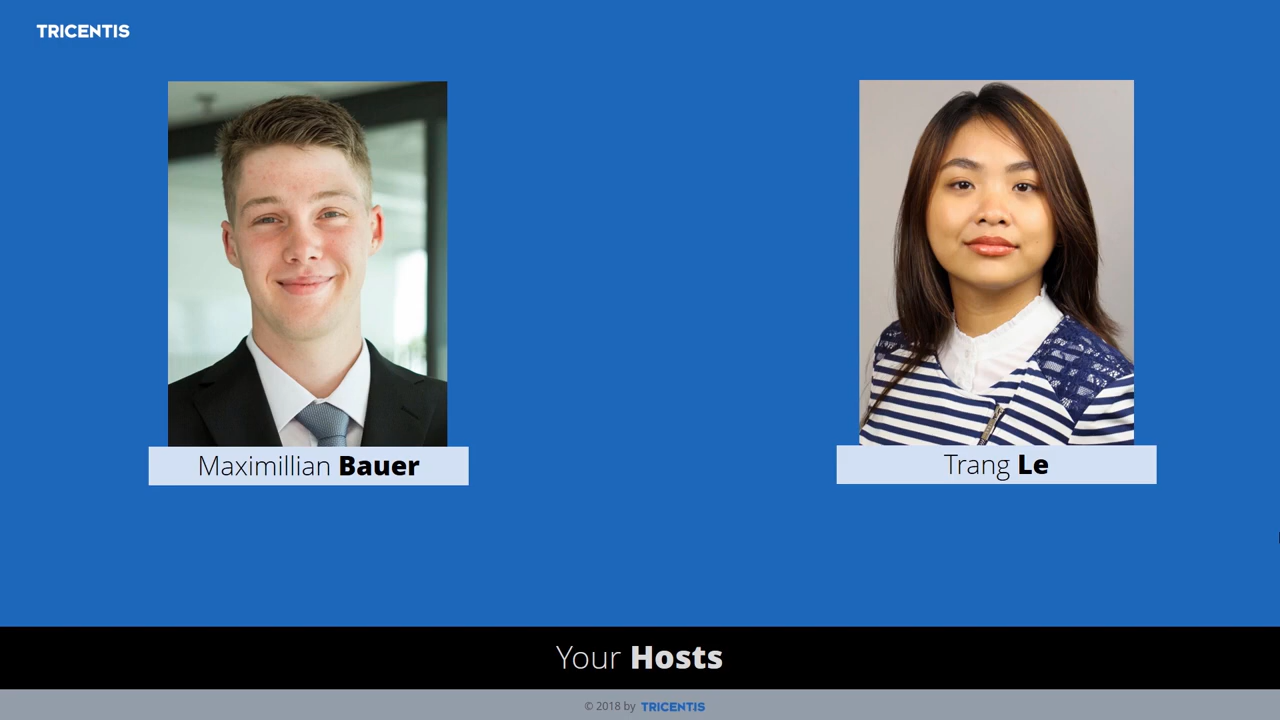 TRICENTIS
Maximillian Bauer
Trang Le
Your Hosts
© 2018 by TRICENTIS